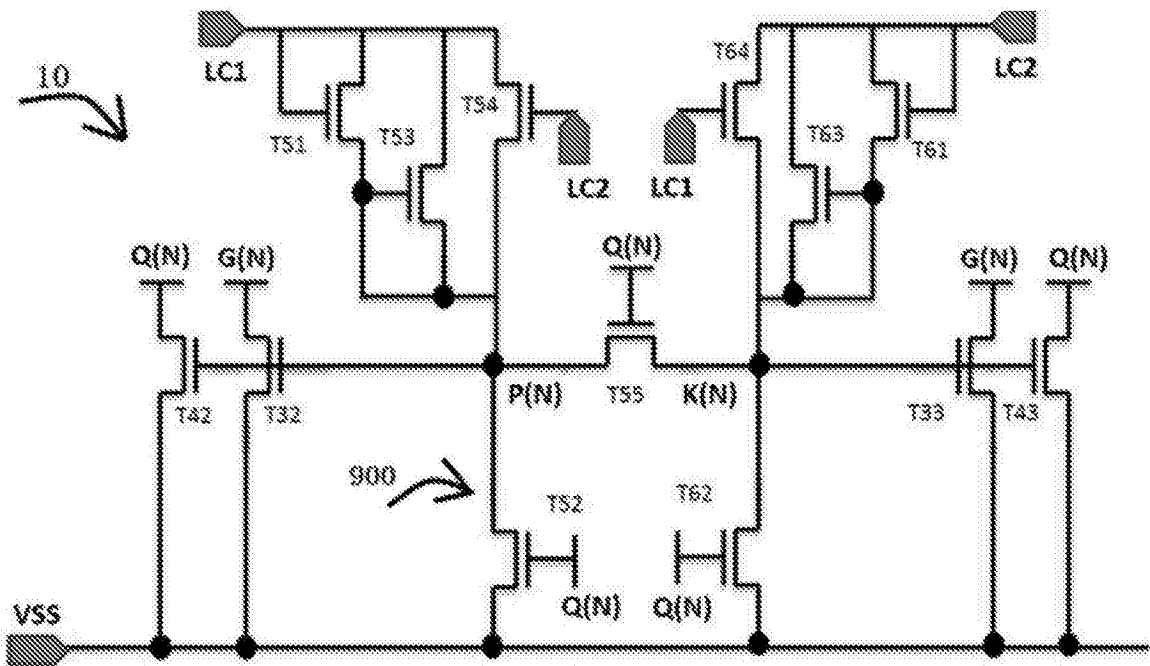 LC1
T64
LC2
10
T54
T51
T53
T63
T61
LC2
LC1
Q(N)
G(N)
Q(N)
G(N)
Q(N)
P(N)
T55
K(N)
T42
T32
T33
T43
900
T52
T62
Q(N)
Q(N)
VSS